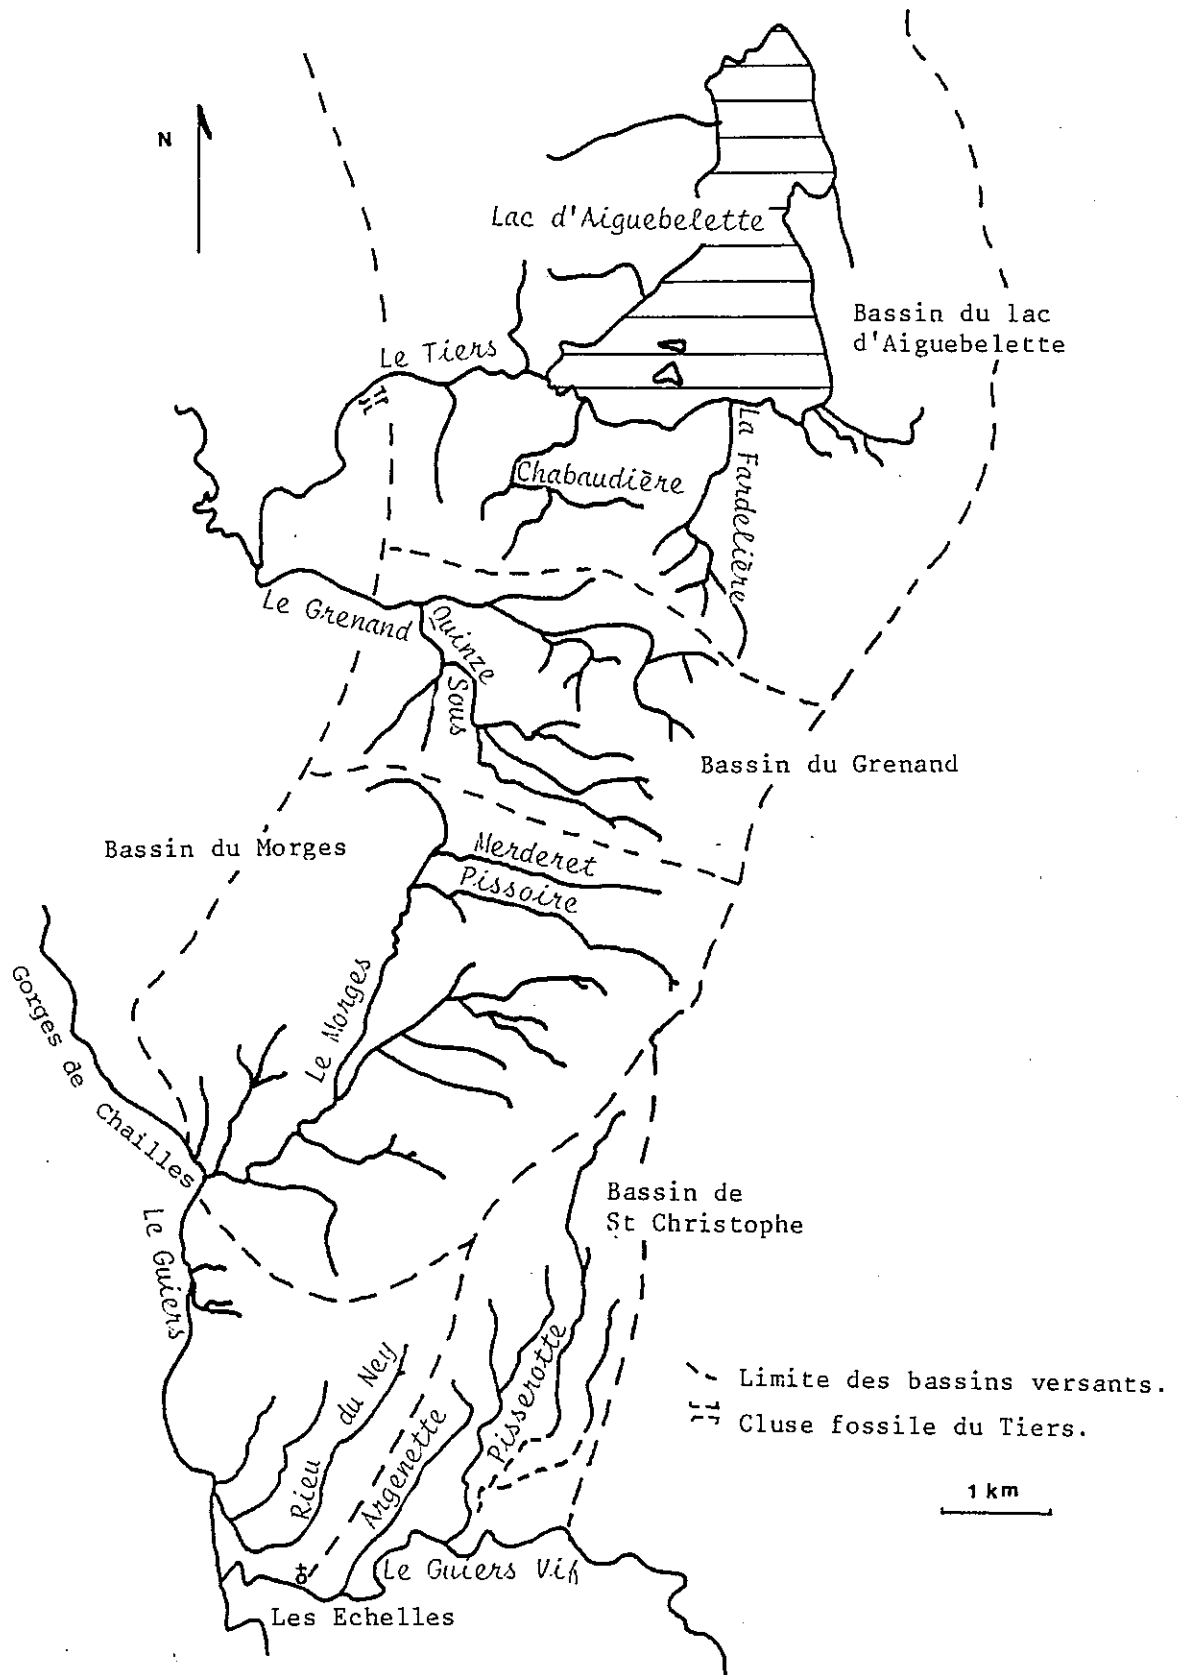 N
Lac d'Aiguebelette
Bassin du lac
d'Aiguebelette
Le Tiers
La Fardelière
Chabaudière
Le Grenand
Quinze
Sous
Bassin du Grenand
Bassin du Morges
Merderet
Pissoire
Le Morges
Gorges de
Chailles
Bassin de
St Christophe
Le Guiers
Rieu du Ney
Argenette
Pisserotte
Limite des bassins versants.
Cluse fossile du Tiers.
1 km
Le Guiers Vif
Les Echelles